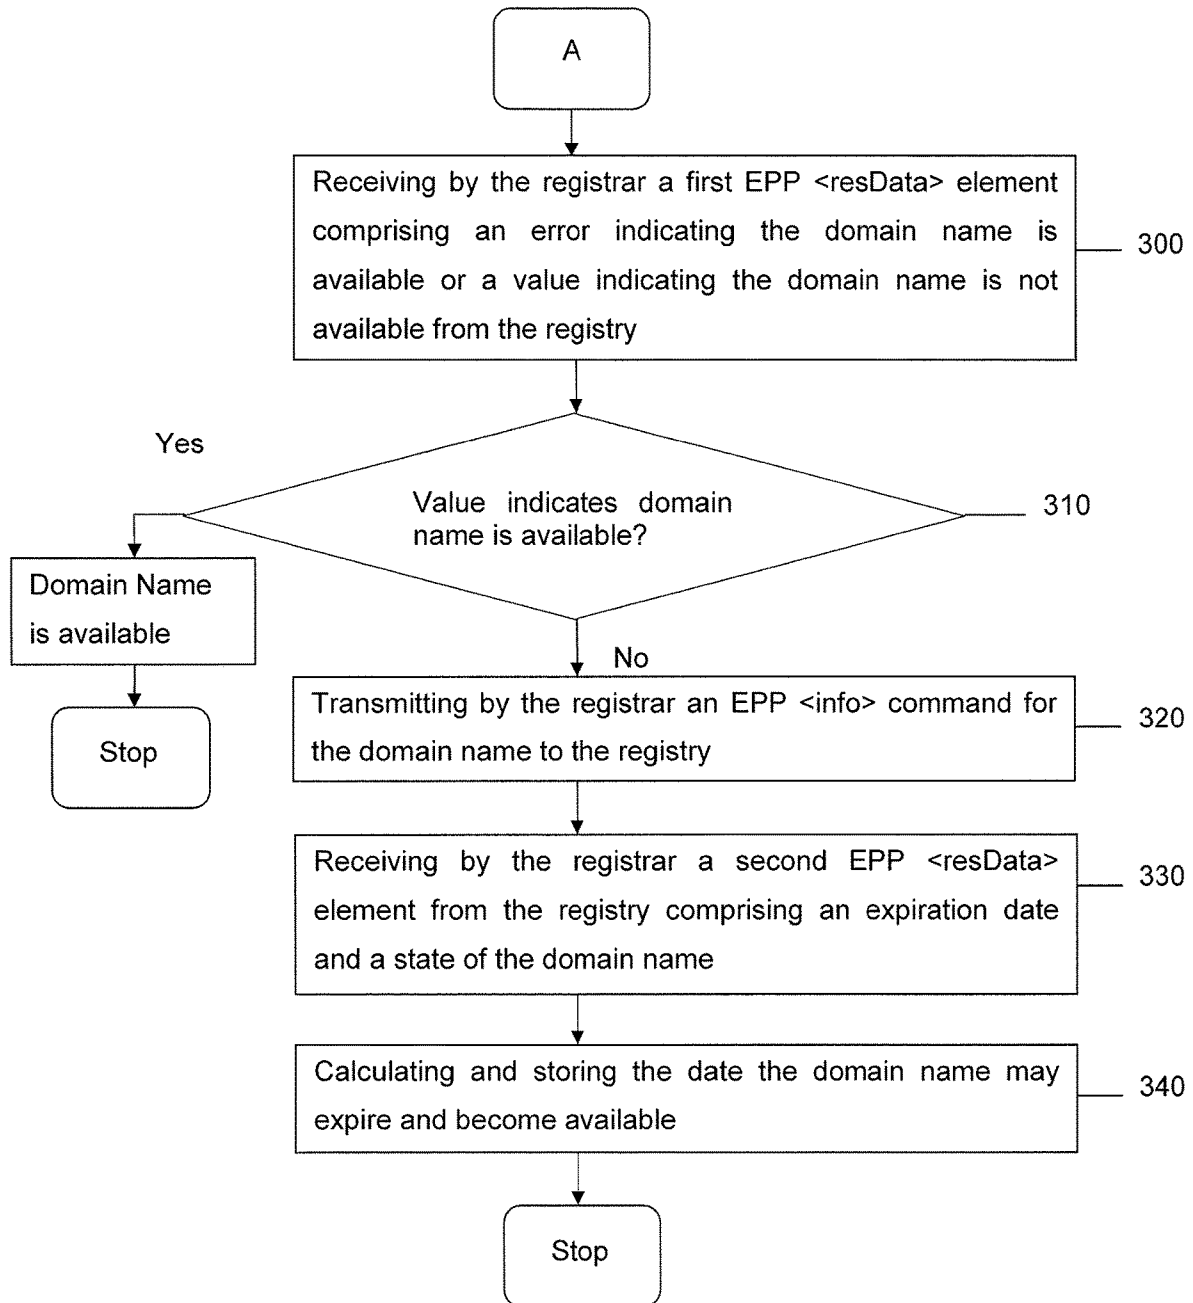 A
Receiving by the registrar a first EPP <resData> element
comprising an error indicating the domain name is
available or a value indicating the domain name is not
available from the registry
300
Yes
Value indicates domain
name is available?
310
Domain Name
is available
Stop
No
Transmitting by the registrar an EPP <info> command for
the domain name to the registry
320
Receiving by the registrar a second EPP <resData>
element from the registry comprising an expiration date
and a state of the domain name
330
Calculating and storing the date the domain name may
expire and become available
340
Stop